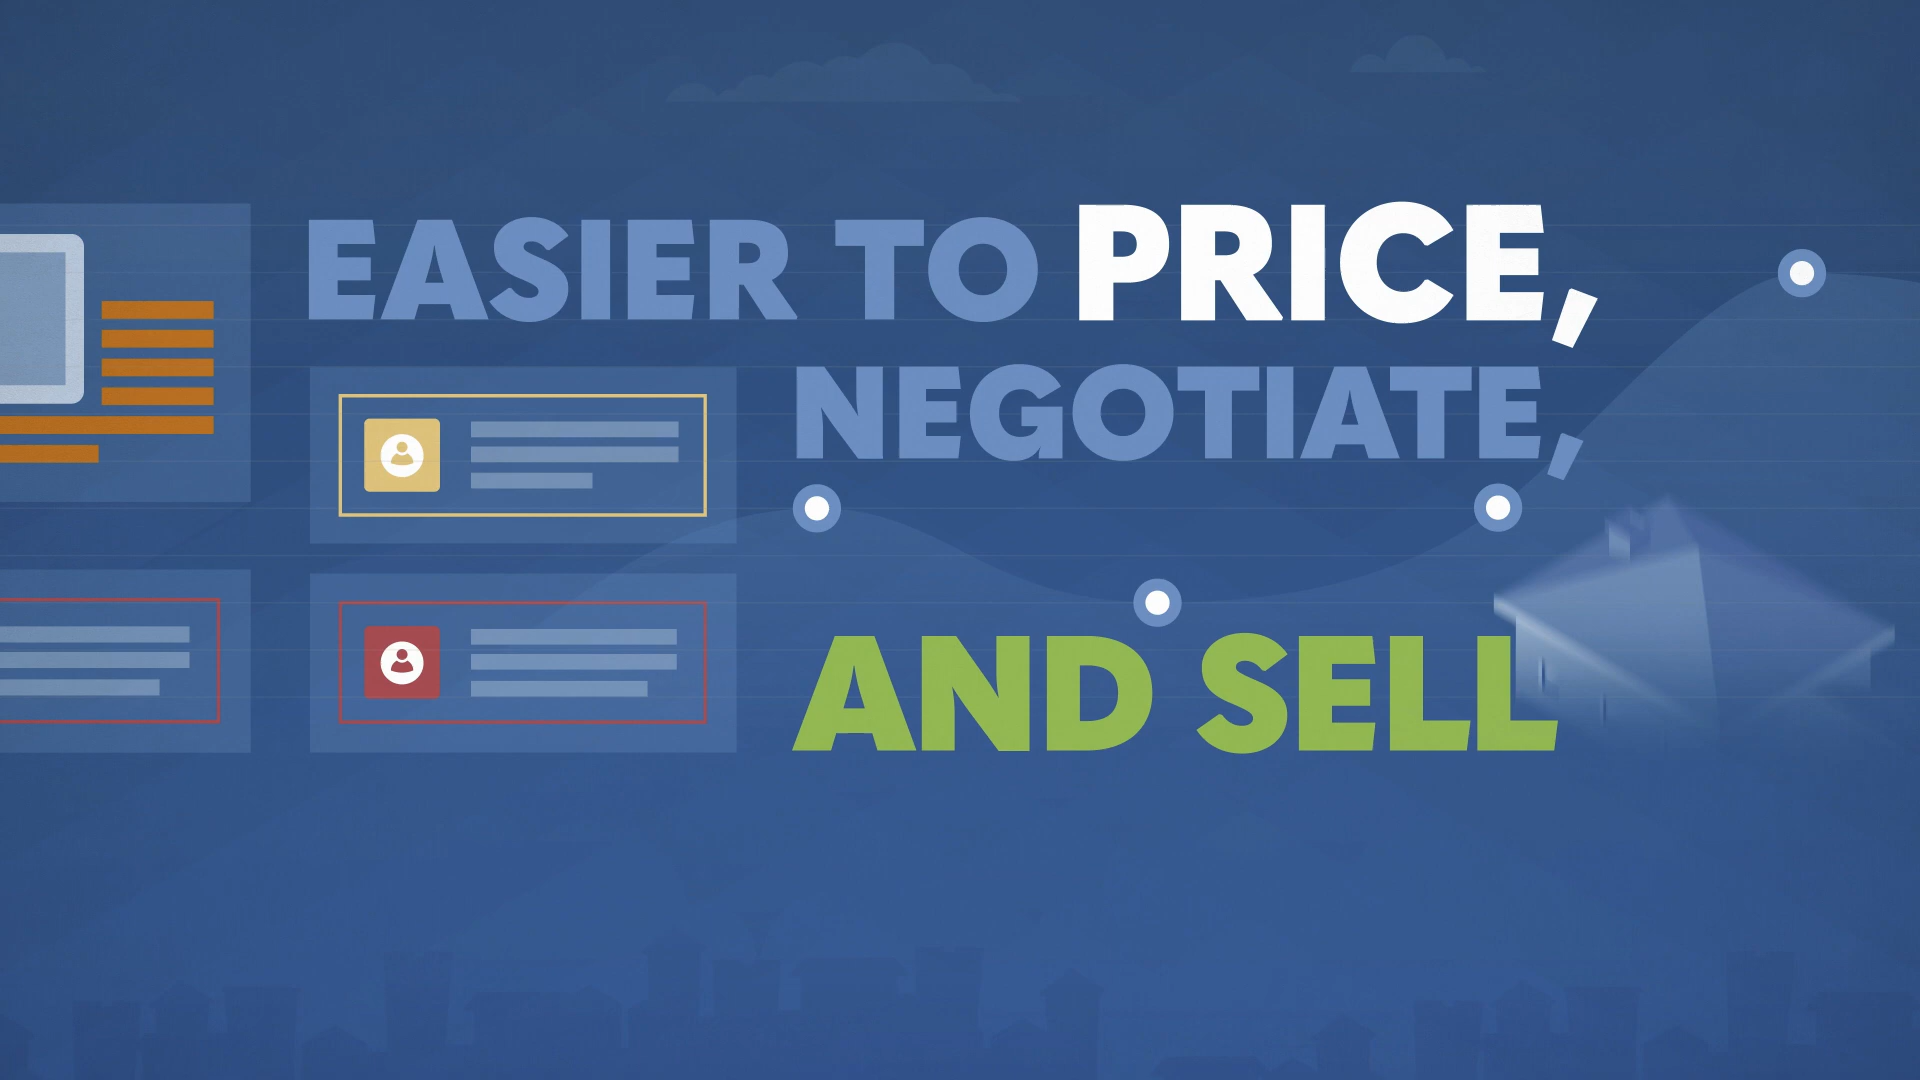 EASIER TO PRICE,
NEGOTIATE,
AND SELL